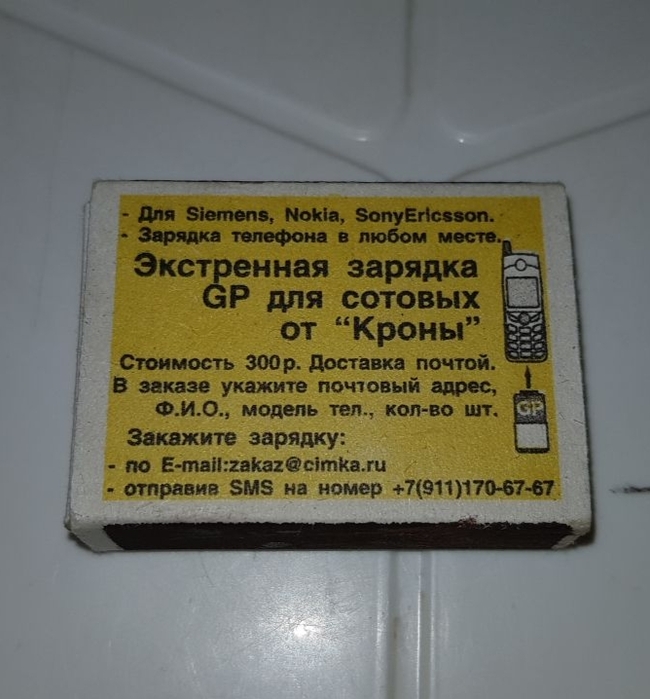 - Для Siemens, Nokia, SonyEricsson.
- Зарядка телефона в любом месте.
Экстренная зарядка
GP для сотовых
от “Кроны”
Стоимость 300р. Доставка почтой.
В заказе укажите почтовый адрес,
Ф.И.О., модель тел., кол-во шт.
GP
Закажите зарядку:
- по E-mail:zakaz@cimka.ru
- отправив SMS на номер +7(911)170-67-67